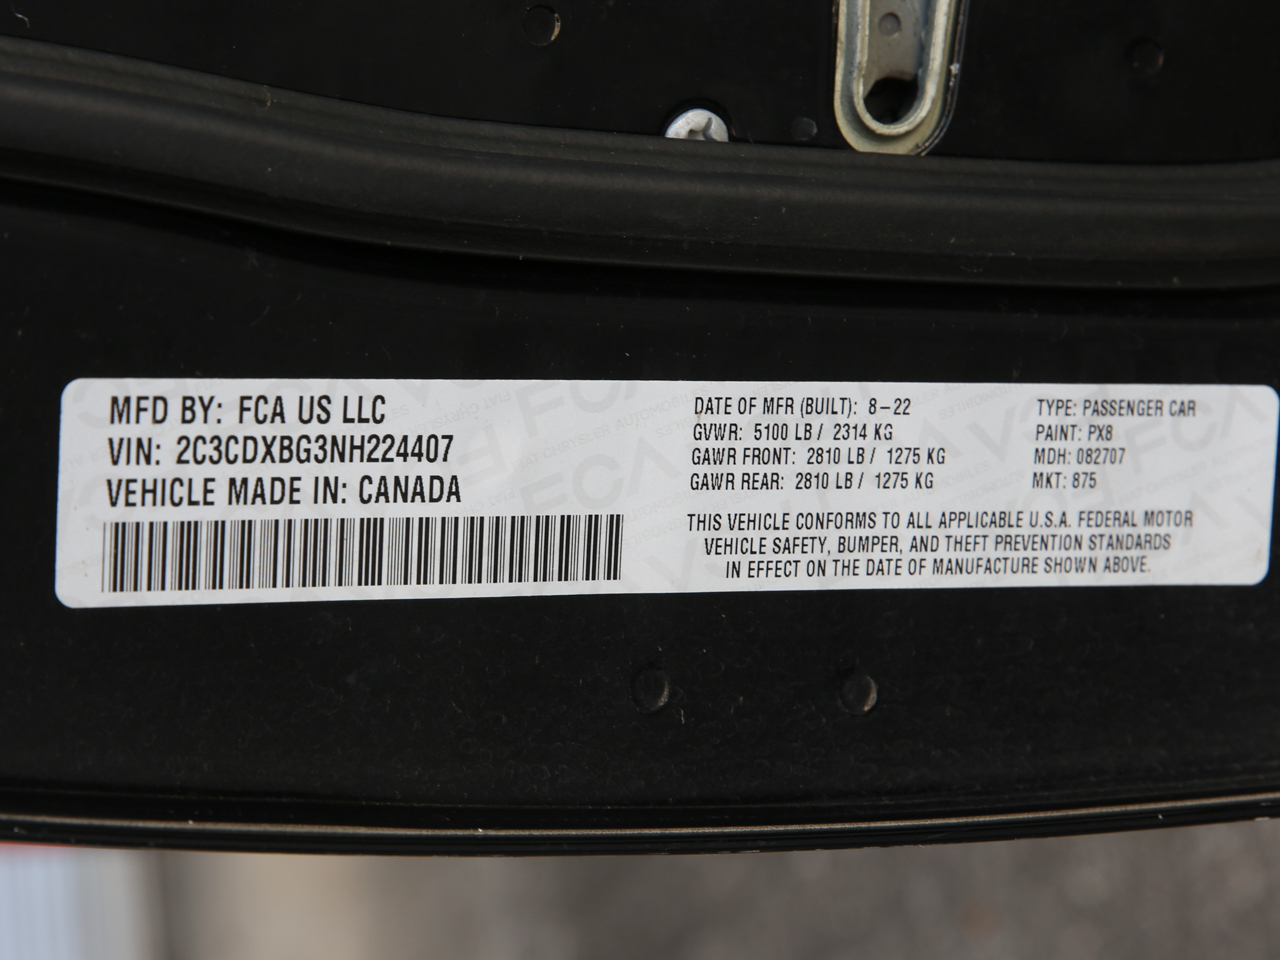 MFD BY: FCA US LLC
VIN: 2C3CDXBG3NH224407
VEHICLE MADE IN: CANADA
DATE OF MFR (BUILT): 8-22
GVWR: 5100 LB / 2314 KG
GAWR FRONT: 2810 LB / 1275 KG
GAWR REAR: 2810 LB / 1275 KG
TYPE: PASSENGER CAR
PAINT: PX8
MDH: 082707
MKT: 875
THIS VEHICLE CONFORMS TO ALL APPLICABLE U.S.A. FEDERAL MOTOR
VEHICLE SAFETY, BUMPER, AND THEFT PREVENTION STANDARDS
IN EFFECT ON THE DATE OF MANUFACTURE SHOWN ABOVE.